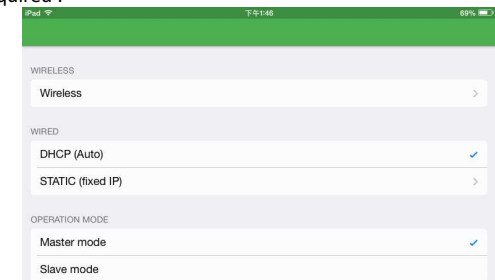 quired :
iPad 下午1:46 69%
WIRELESS
Wireless
WIRED
DHCP (Auto)
STATIC (fixed IP)
OPERATION MODE
Master mode
Slave mode